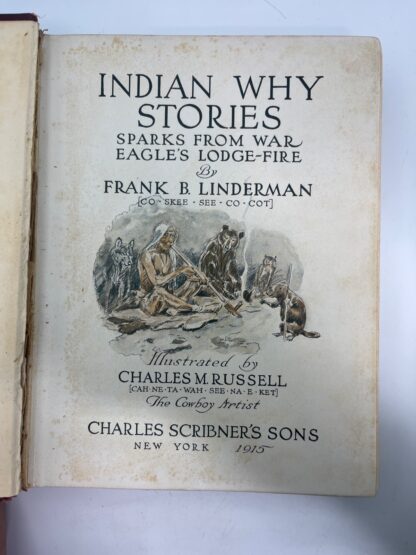 INDIAN WHY
STORIES
SPARKS FROM WAR
EAGLE'S LODGE-FIRE
By
FRANK B. LINDERMAN
[CO · SKEE · SEE · CO · COT]
Illustrated by
CHARLES M. RUSSELL
[CAH · NE · TA · WAH · SEE · NA · E · KET]
The Cowboy Artist
CHARLES SCRIBNER'S SONS
NEW YORK 1915